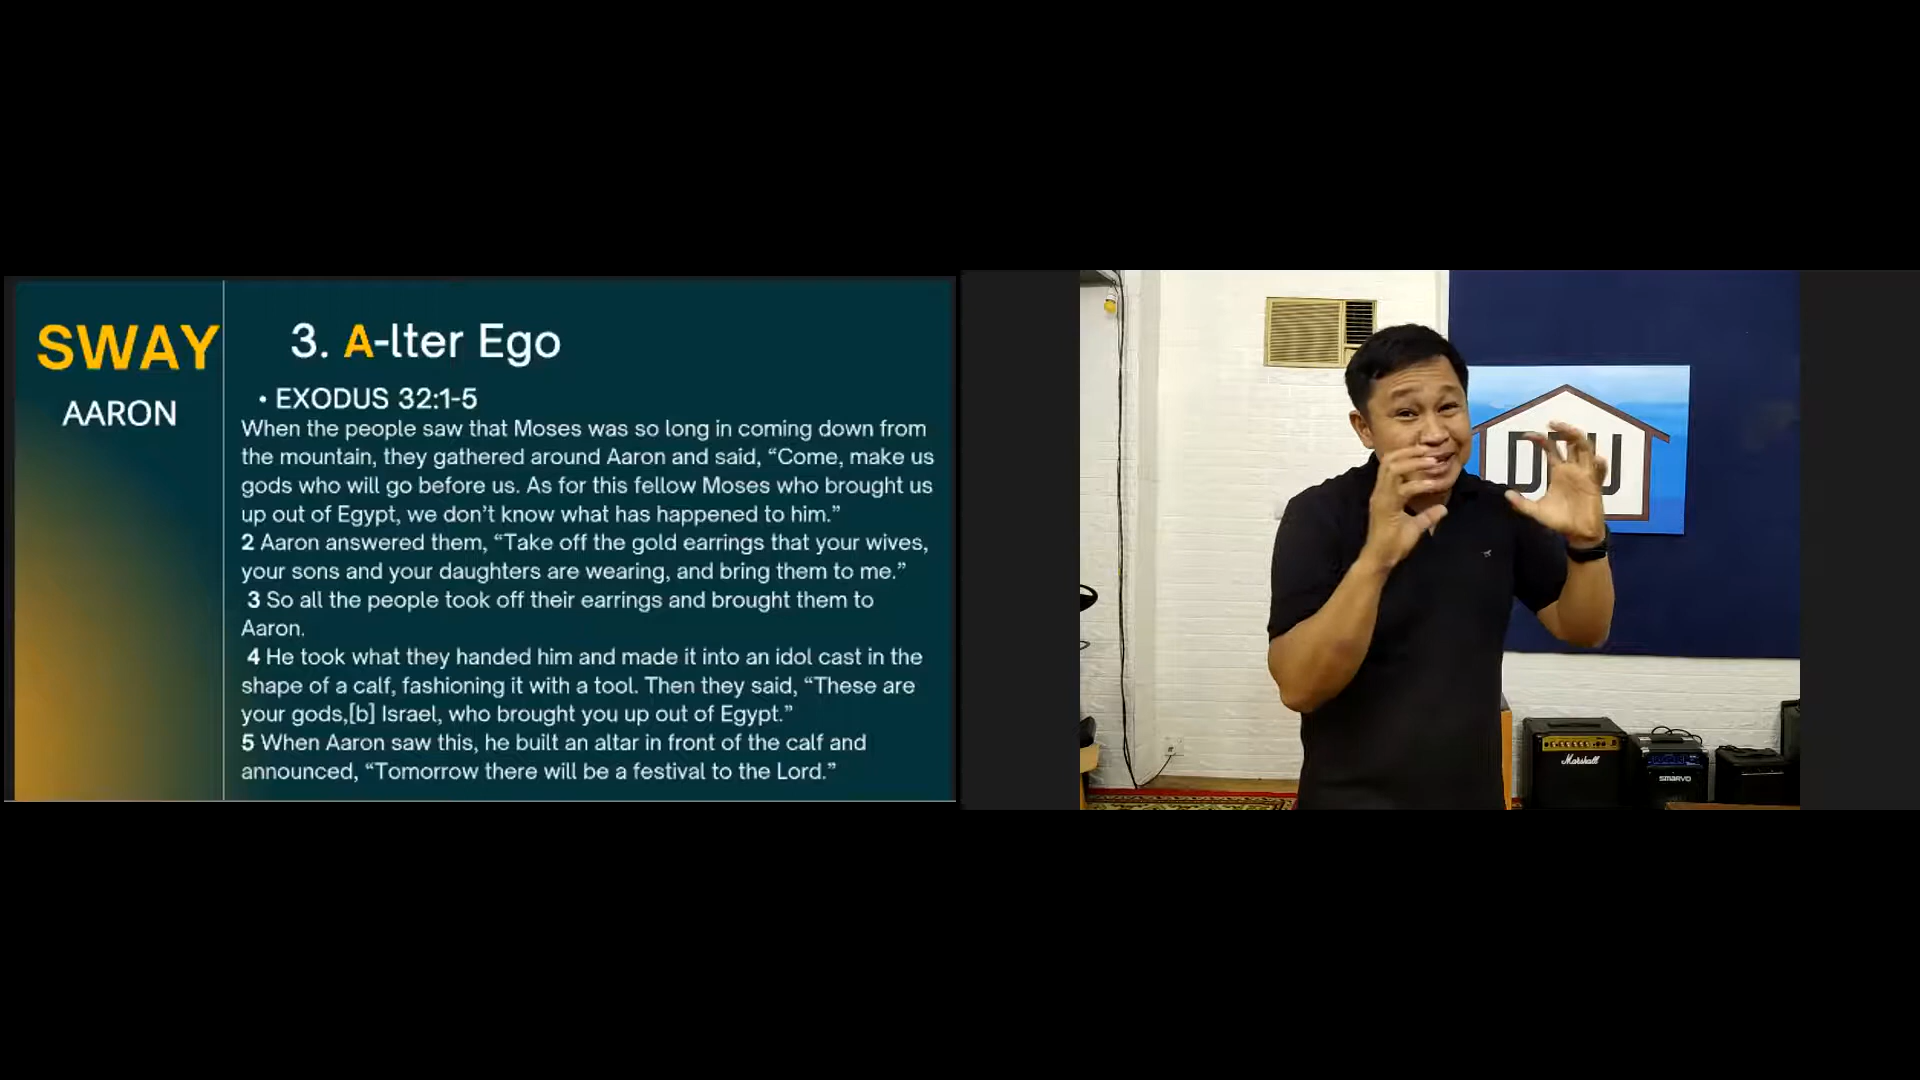 SWAY
AARON
3. A-lter Ego
• EXODUS 32:1-5
When the people saw that Moses was so long in coming down from
the mountain, they gathered around Aaron and said, “Come, make us
gods who will go before us. As for this fellow Moses who brought us
up out of Egypt, we don’t know what has happened to him.”
2 Aaron answered them, “Take off the gold earrings that your wives,
your sons and your daughters are wearing, and bring them to me.”
3 So all the people took off their earrings and brought them to
Aaron.
4 He took what they handed him and made it into an idol cast in the
shape of a calf, fashioning it with a tool. Then they said, “These are
your gods,[b] Israel, who brought you up out of Egypt.”
5 When Aaron saw this, he built an altar in front of the calf and
announced, “Tomorrow there will be a festival to the Lord.”
Marshall
SMARVO